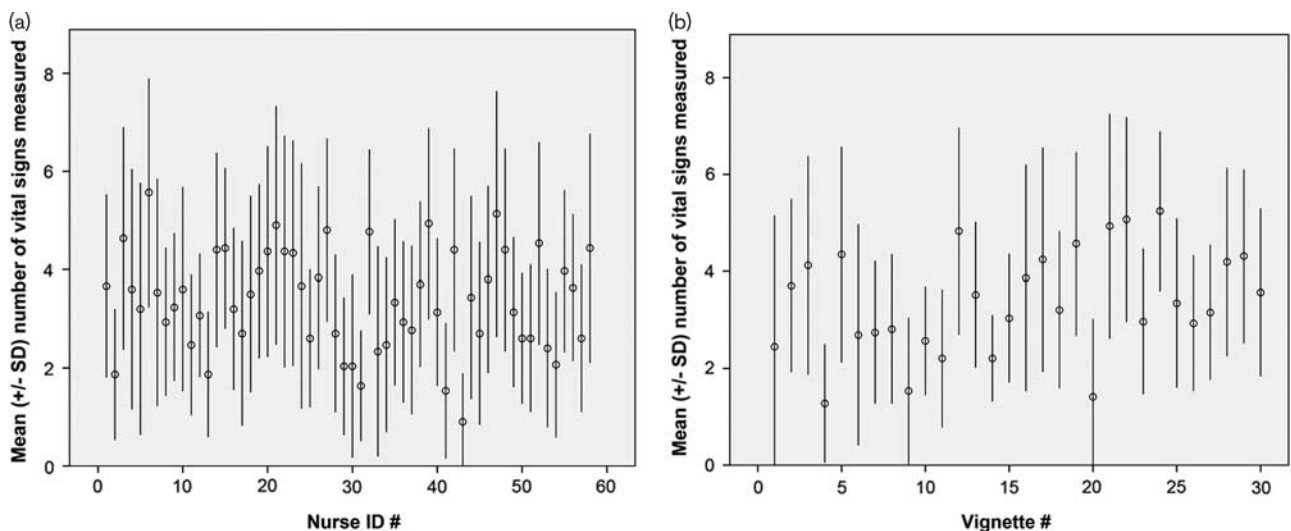 (a)
Mean (+/- SD) number of vital signs measured
8
6
4
2
0
0 10 20 30 40 50 60
Nurse ID #
(b)
Mean (+/- SD) number of vital signs measured
8
6
4
2
0
0 5 10 15 20 25 30
Vignette #